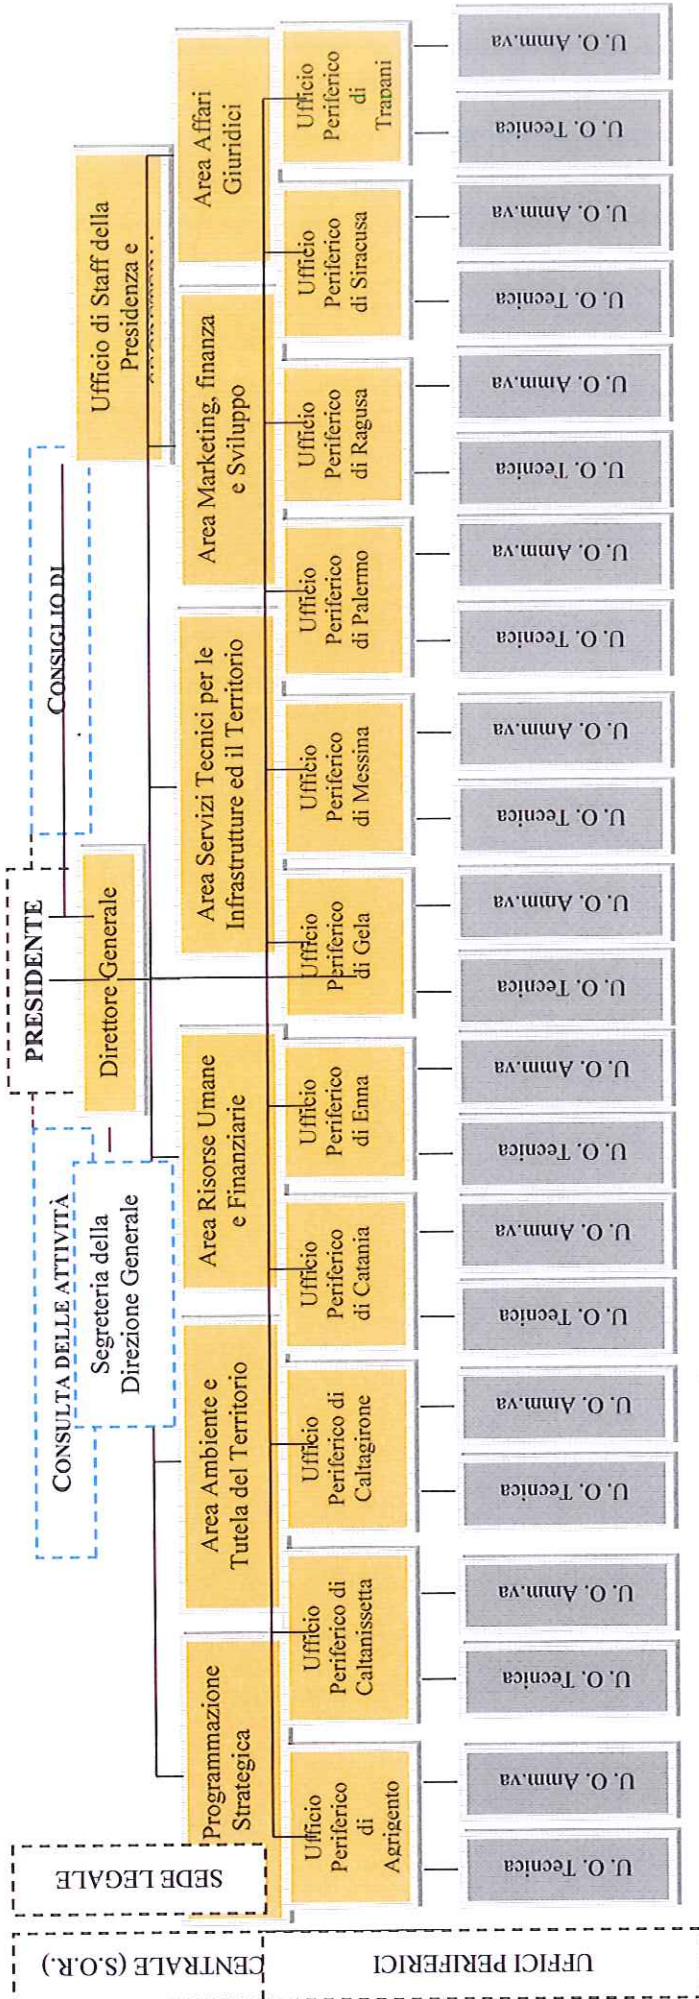 PRESIDENTE
CONSULTA DELLE ATTIVITÀ
CONSIGLIO DI
Direttore Generale
Segreteria della
Direzione Generale
Ufficio di Staff della
Presidenza e
SEDE LEGALE
CENTRALE (S.O.R.)
Programmazione
Strategica
Area Ambiente e
Tutela del Territorio
Area Risorse Umane
e Finanziarie
Area Servizi Tecnici per le
Infrastrutture ed il Territorio
Area Marketing, finanza
e Sviluppo
Area Affari
Giuridici
UFFICI PERIFERICI
Ufficio
Periferico
di
Agrigento
Ufficio
Periferico di
Caltanissetta
Ufficio
Periferico di
Caltagirone
Ufficio
Periferico
di Catania
Ufficio
Periferico
di Enna
Ufficio
Periferico
di Gela
Ufficio
Periferico
di Messina
Ufficio
Periferico
di Palermo
Ufficio
Periferico
di Ragusa
Ufficio
Periferico
di Siracusa
Ufficio
Periferico
di
Trapani
U. O. Tecnica
U. O. Amm.va
U. O. Tecnica
U. O. Amm.va
U. O. Tecnica
U. O. Amm.va
U. O. Tecnica
U. O. Amm.va
U. O. Tecnica
U. O. Amm.va
U. O. Tecnica
U. O. Amm.va
U. O. Tecnica
U. O. Amm.va
U. O. Tecnica
U. O. Amm.va
U. O. Tecnica
U. O. Amm.va
U. O. Tecnica
U. O. Amm.va
U. O. Tecnica
U. O. Amm.va